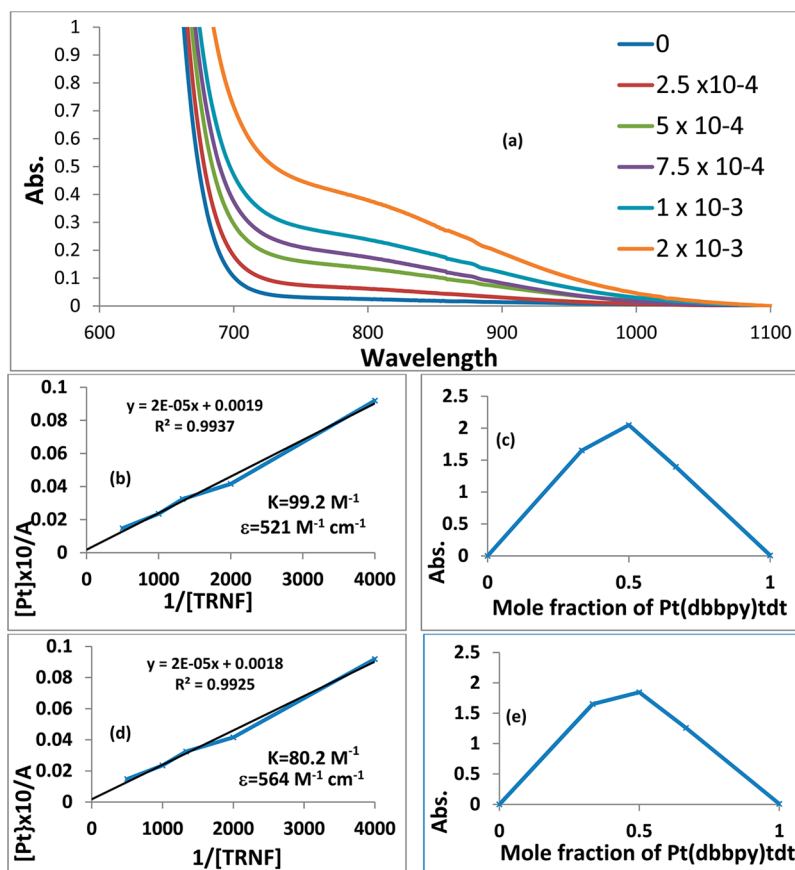 1
0.9
0.8
0.7
0.6
0.5
0.4
0.3
0.2
0.1
0
Abs.
600 700 800 900 1000 1100
Wavelength
(a)
0
2.5 x10-4
5 x 10-4
7.5 x 10-4
1 x 10-3
2 x 10-3
0.1
0.08
0.06
0.04
0.02
0
[Pt}x10/A
y = 2E-05x + 0.0019
R² = 0.9937
(b)
K=99.2 M⁻¹
ε=521 M⁻¹ cm⁻¹
0 1000 2000 3000 4000
1/[TRNF]
2.5
2
1.5
1
0.5
0
Abs.
(c)
0 0.5 1
Mole fraction of Pt(dbbpy)tdt
0.1
0.08
0.06
0.04
0.02
0
[Pt}x10/A
y = 2E-05x + 0.0018
R² = 0.9925
(d)
K=80.2 M⁻¹
ε=564 M⁻¹ cm⁻¹
0 1000 2000 3000 4000
1/[TRNF]
2.5
2
1.5
1
0.5
0
Abs.
(e)
0 0.5 1
Mole fraction of Pt(dbbpy)tdt